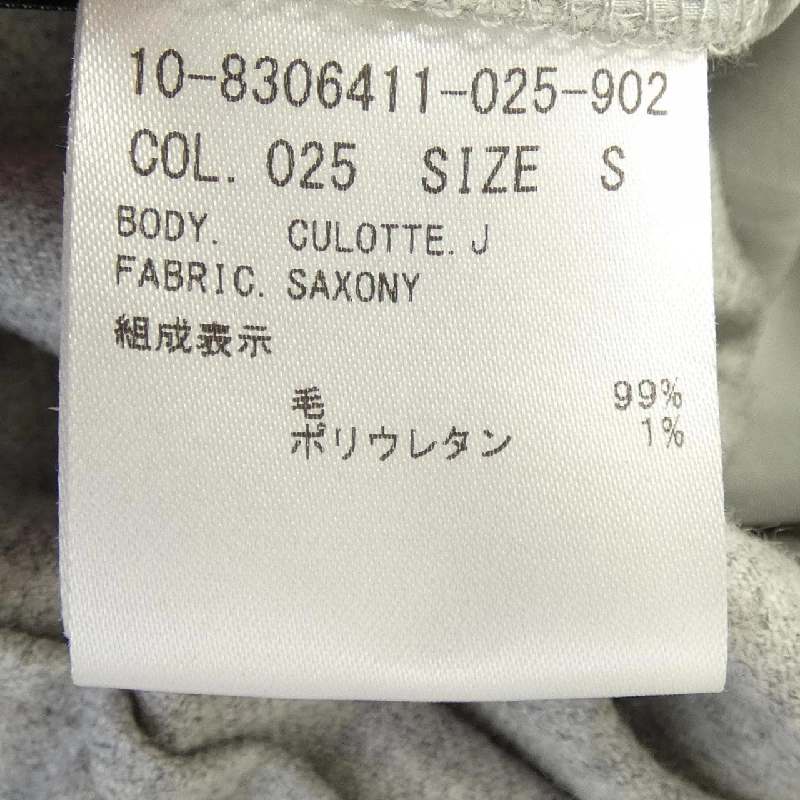 10-8306411-025-902
COL. 025 SIZE S
BODY. CULOTTE. J
FABRIC. SAXONY
組成表示
毛 99%
ポリウレタン 1%